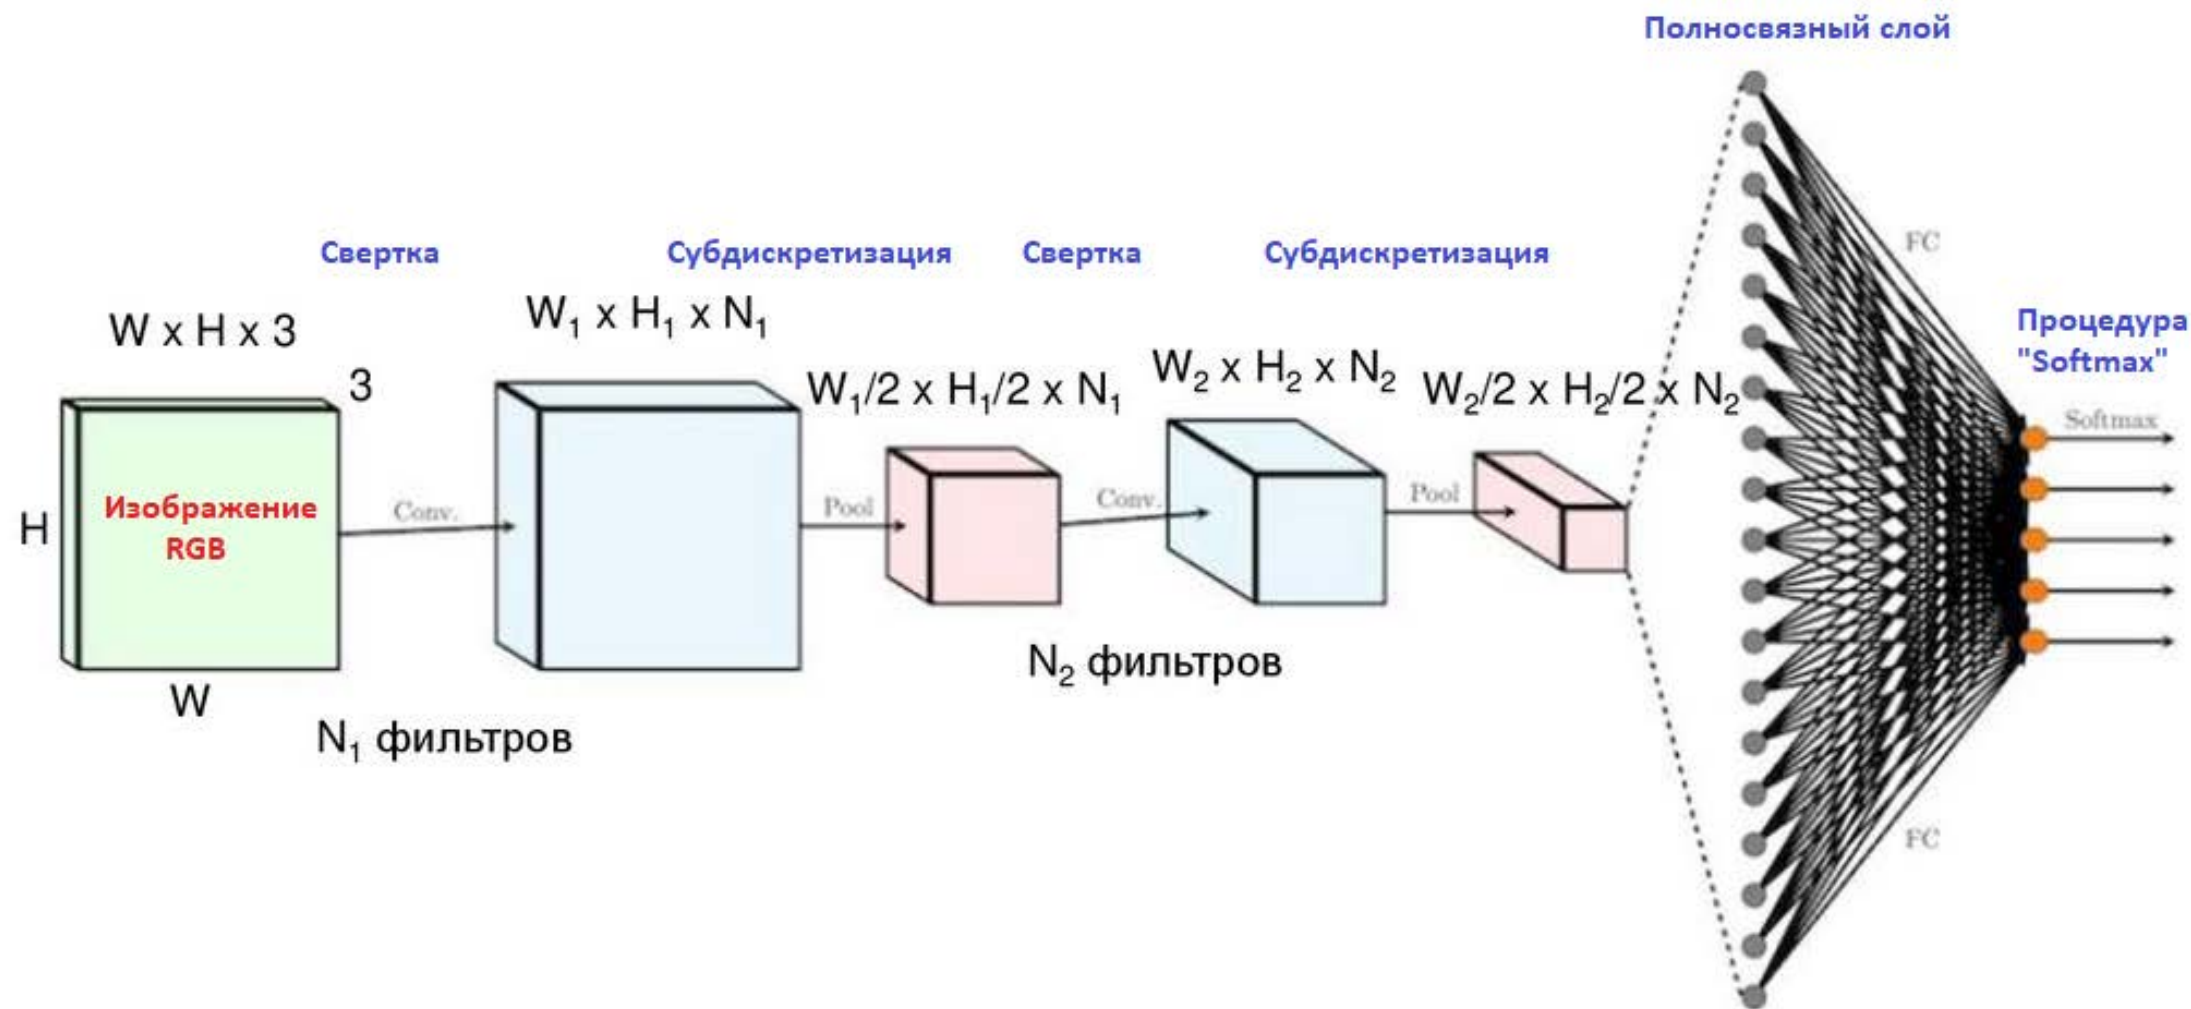 Полносвязный слой
FC
Свертка
Субдискретизация
Свертка
Субдискретизация
W x H x 3
W₁ x H₁ x N₁
Процедура
"Softmax"
3
W₁/2 x H₁/2 x N₁
W₂ x H₂ x N₂
W₂/2 x H₂/2 x N₂
Softmax
H
Изображение
RGB
Conv.
Pool
Conv.
Pool
W
N₁ фильтров
N₂ фильтров
FC